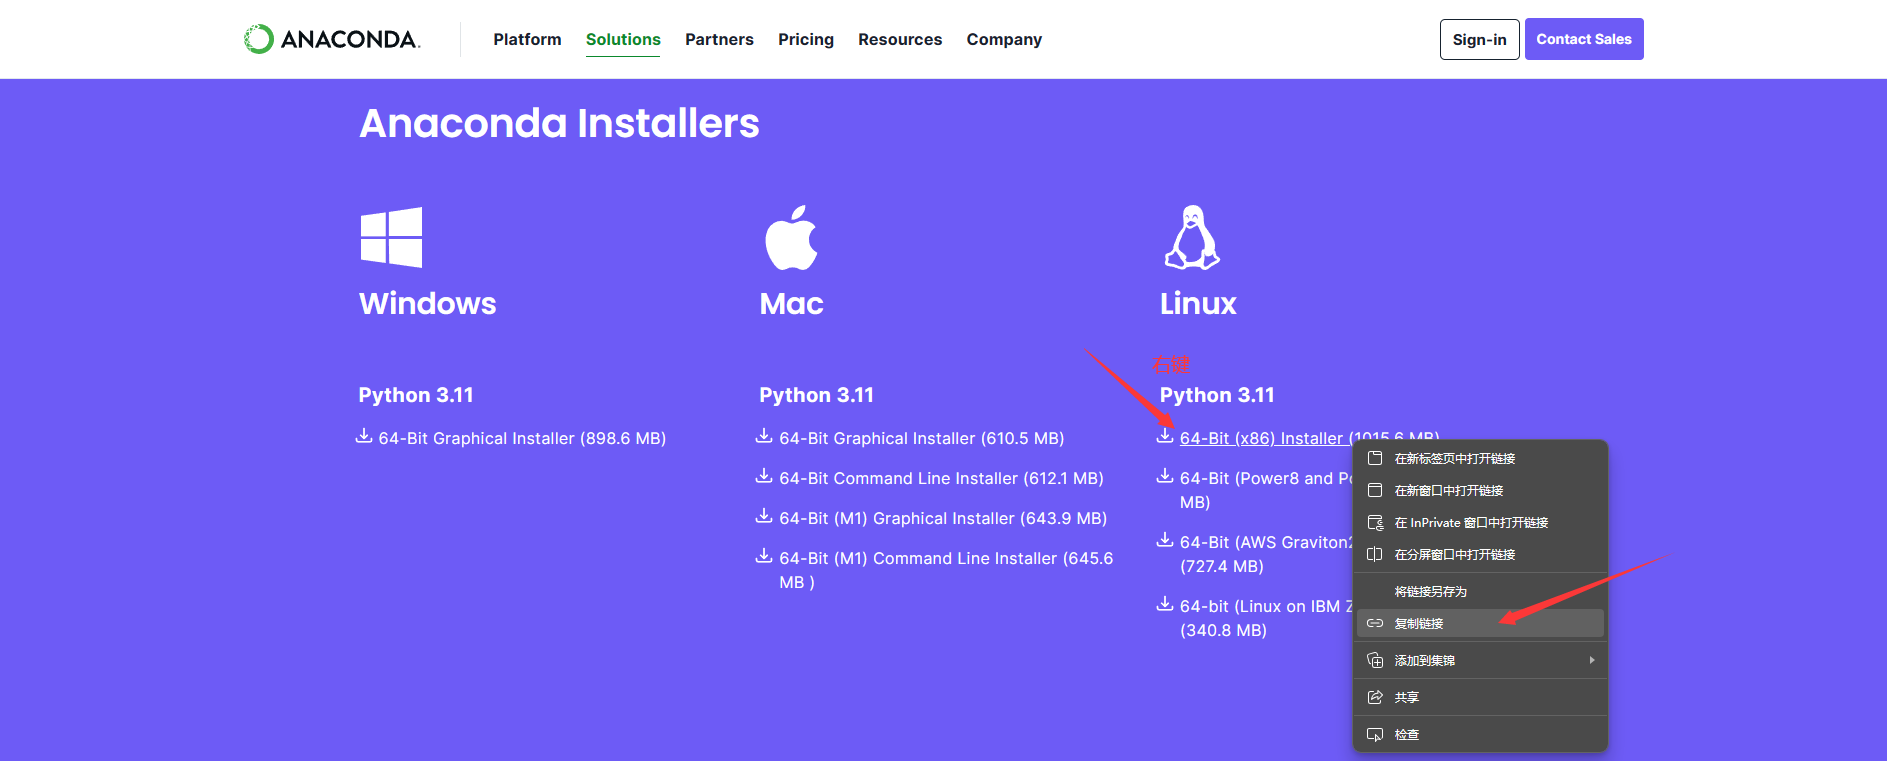 ANACONDA.
Platform
Solutions
Partners
Pricing
Resources
Company
Sign-in
Contact Sales
Anaconda Installers
Windows
Python 3.11
64-Bit Graphical Installer (898.6 MB)
Mac
Python 3.11
64-Bit Graphical Installer (610.5 MB)
64-Bit Command Line Installer (612.1 MB)
64-Bit (M1) Graphical Installer (643.9 MB)
64-Bit (M1) Command Line Installer (645.6
MB )
Linux
右键
Python 3.11
64-Bit (x86) Installer (1015.6 MB)
64-Bit (Power8 and
MB)
64-Bit (AWS Graviton2
(727.4 MB)
64-bit (Linux on IBM Z
(340.8 MB)
在新标签页中打开链接
在新窗口中打开链接
在 InPrivate 窗口中打开链接
在分屏窗口中打开链接
将链接另存为
复制链接
添加到集锦
共享
检查